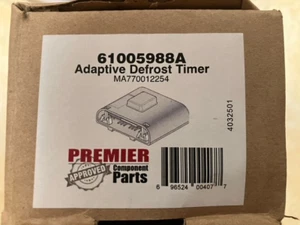 61005988A
Adaptive Defrost Timer
MA770012254
4032501
PREMIER
APPROVED
Component
Parts
6 96524 00407 7